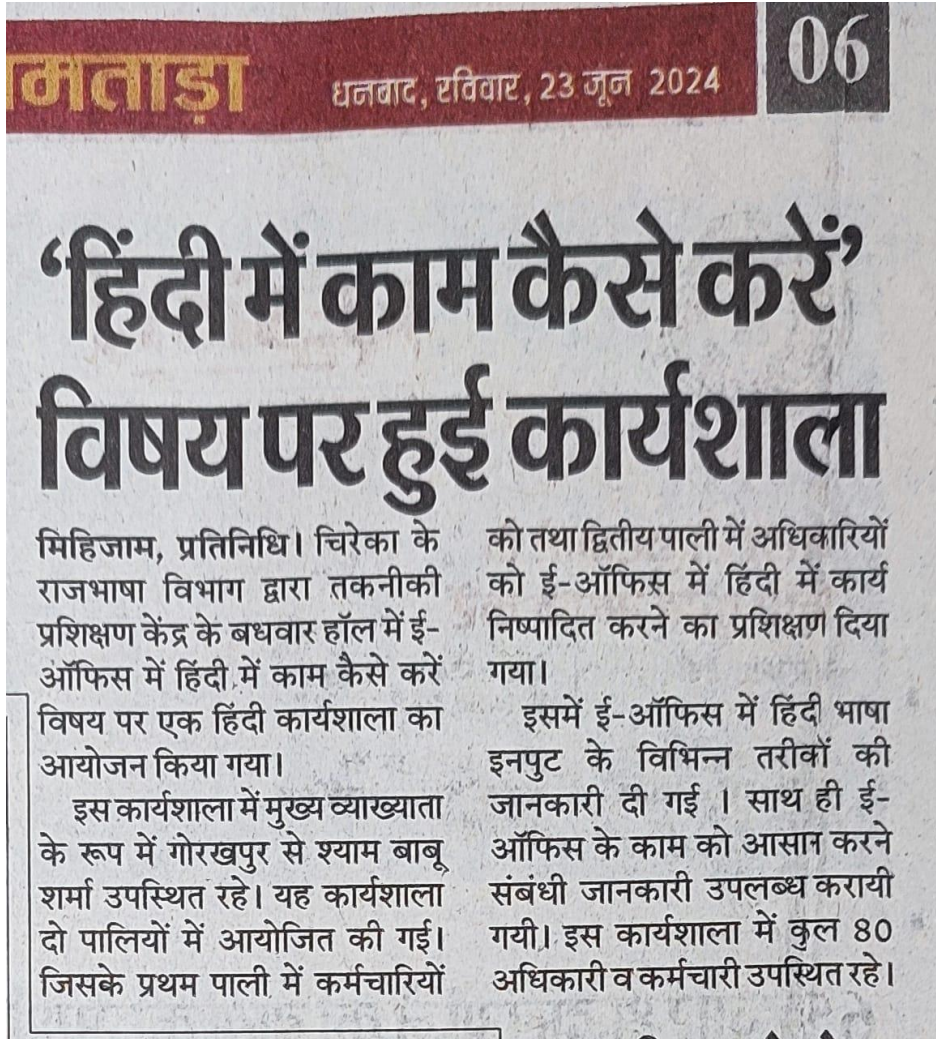 मताड़ा
धनबाद, रविवार, 23 जून 2024
06
‘हिंदी में काम कैसे करें’
विषय पर हुई कार्यशाला
मिहिजाम, प्रतिनिधि। चिरेका के
राजभाषा विभाग द्वारा तकनीकी
प्रशिक्षण केंद्र के बधवार हॉल में ई-
ऑफिस में हिंदी में काम कैसे करें
विषय पर एक हिंदी कार्यशाला का
आयोजन किया गया।
इस कार्यशाला में मुख्य व्याख्याता
के रूप में गोरखपुर से श्याम बाबू
शर्मा उपस्थित रहे। यह कार्यशाला
दो पालियों में आयोजित की गई।
जिसके प्रथम पाली में कर्मचारियों
को तथा द्वितीय पाली में अधिकारियों
को ई-ऑफिस में हिंदी में कार्य
निष्पादित करने का प्रशिक्षण दिया
गया।
इसमें ई-ऑफिस में हिंदी भाषा
इनपुट के विभिन्न तरीकों की
जानकारी दी गई । साथ ही ई-
ऑफिस के काम को आसान करने
संबंधी जानकारी उपलब्ध करायी
गयी। इस कार्यशाला में कुल 80
अधिकारी व कर्मचारी उपस्थित रहे।